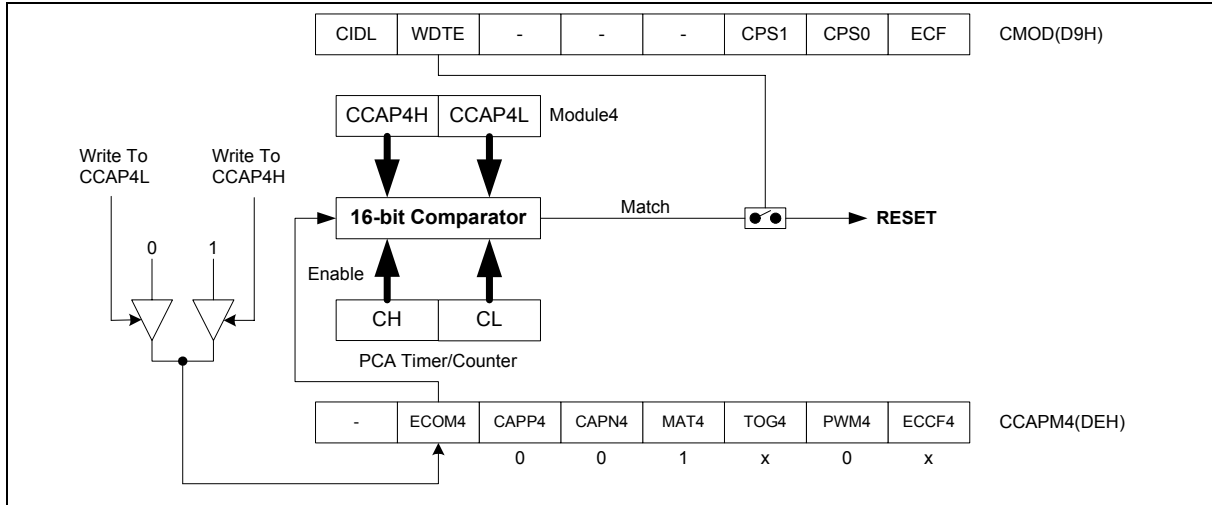 CIDL WDTE - - - CPS1 CPS0 ECF CMOD(D9H)
CCAP4H CCAP4L Module4
Write To
CCAP4L
Write To
CCAP4H
16-bit Comparator
Match
RESET
0 1
Enable
CH CL
PCA Timer/Counter
- ECOM4 CAPP4 CAPN4 MAT4 TOG4 PWM4 ECCF4 CCAPM4(DEH)
0 0 1 x 0 x